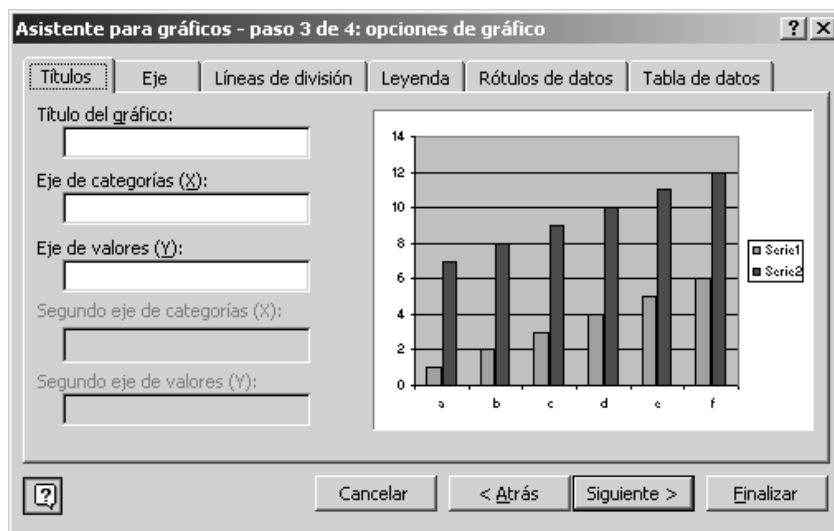 Asistente para gráficos - paso 3 de 4: opciones de gráfico
Títulos Eje Líneas de división Leyenda Rótulos de datos Tabla de datos
Título del gráfico:
Eje de categorías (X):
Eje de valores (Y):
Segundo eje de categorías (X):
Segundo eje de valores (Y):
14
12
10
8
6
4
2
0
a b c d e f
Serie1
Serie2
Cancelar < Atrás Siguiente > Finalizar